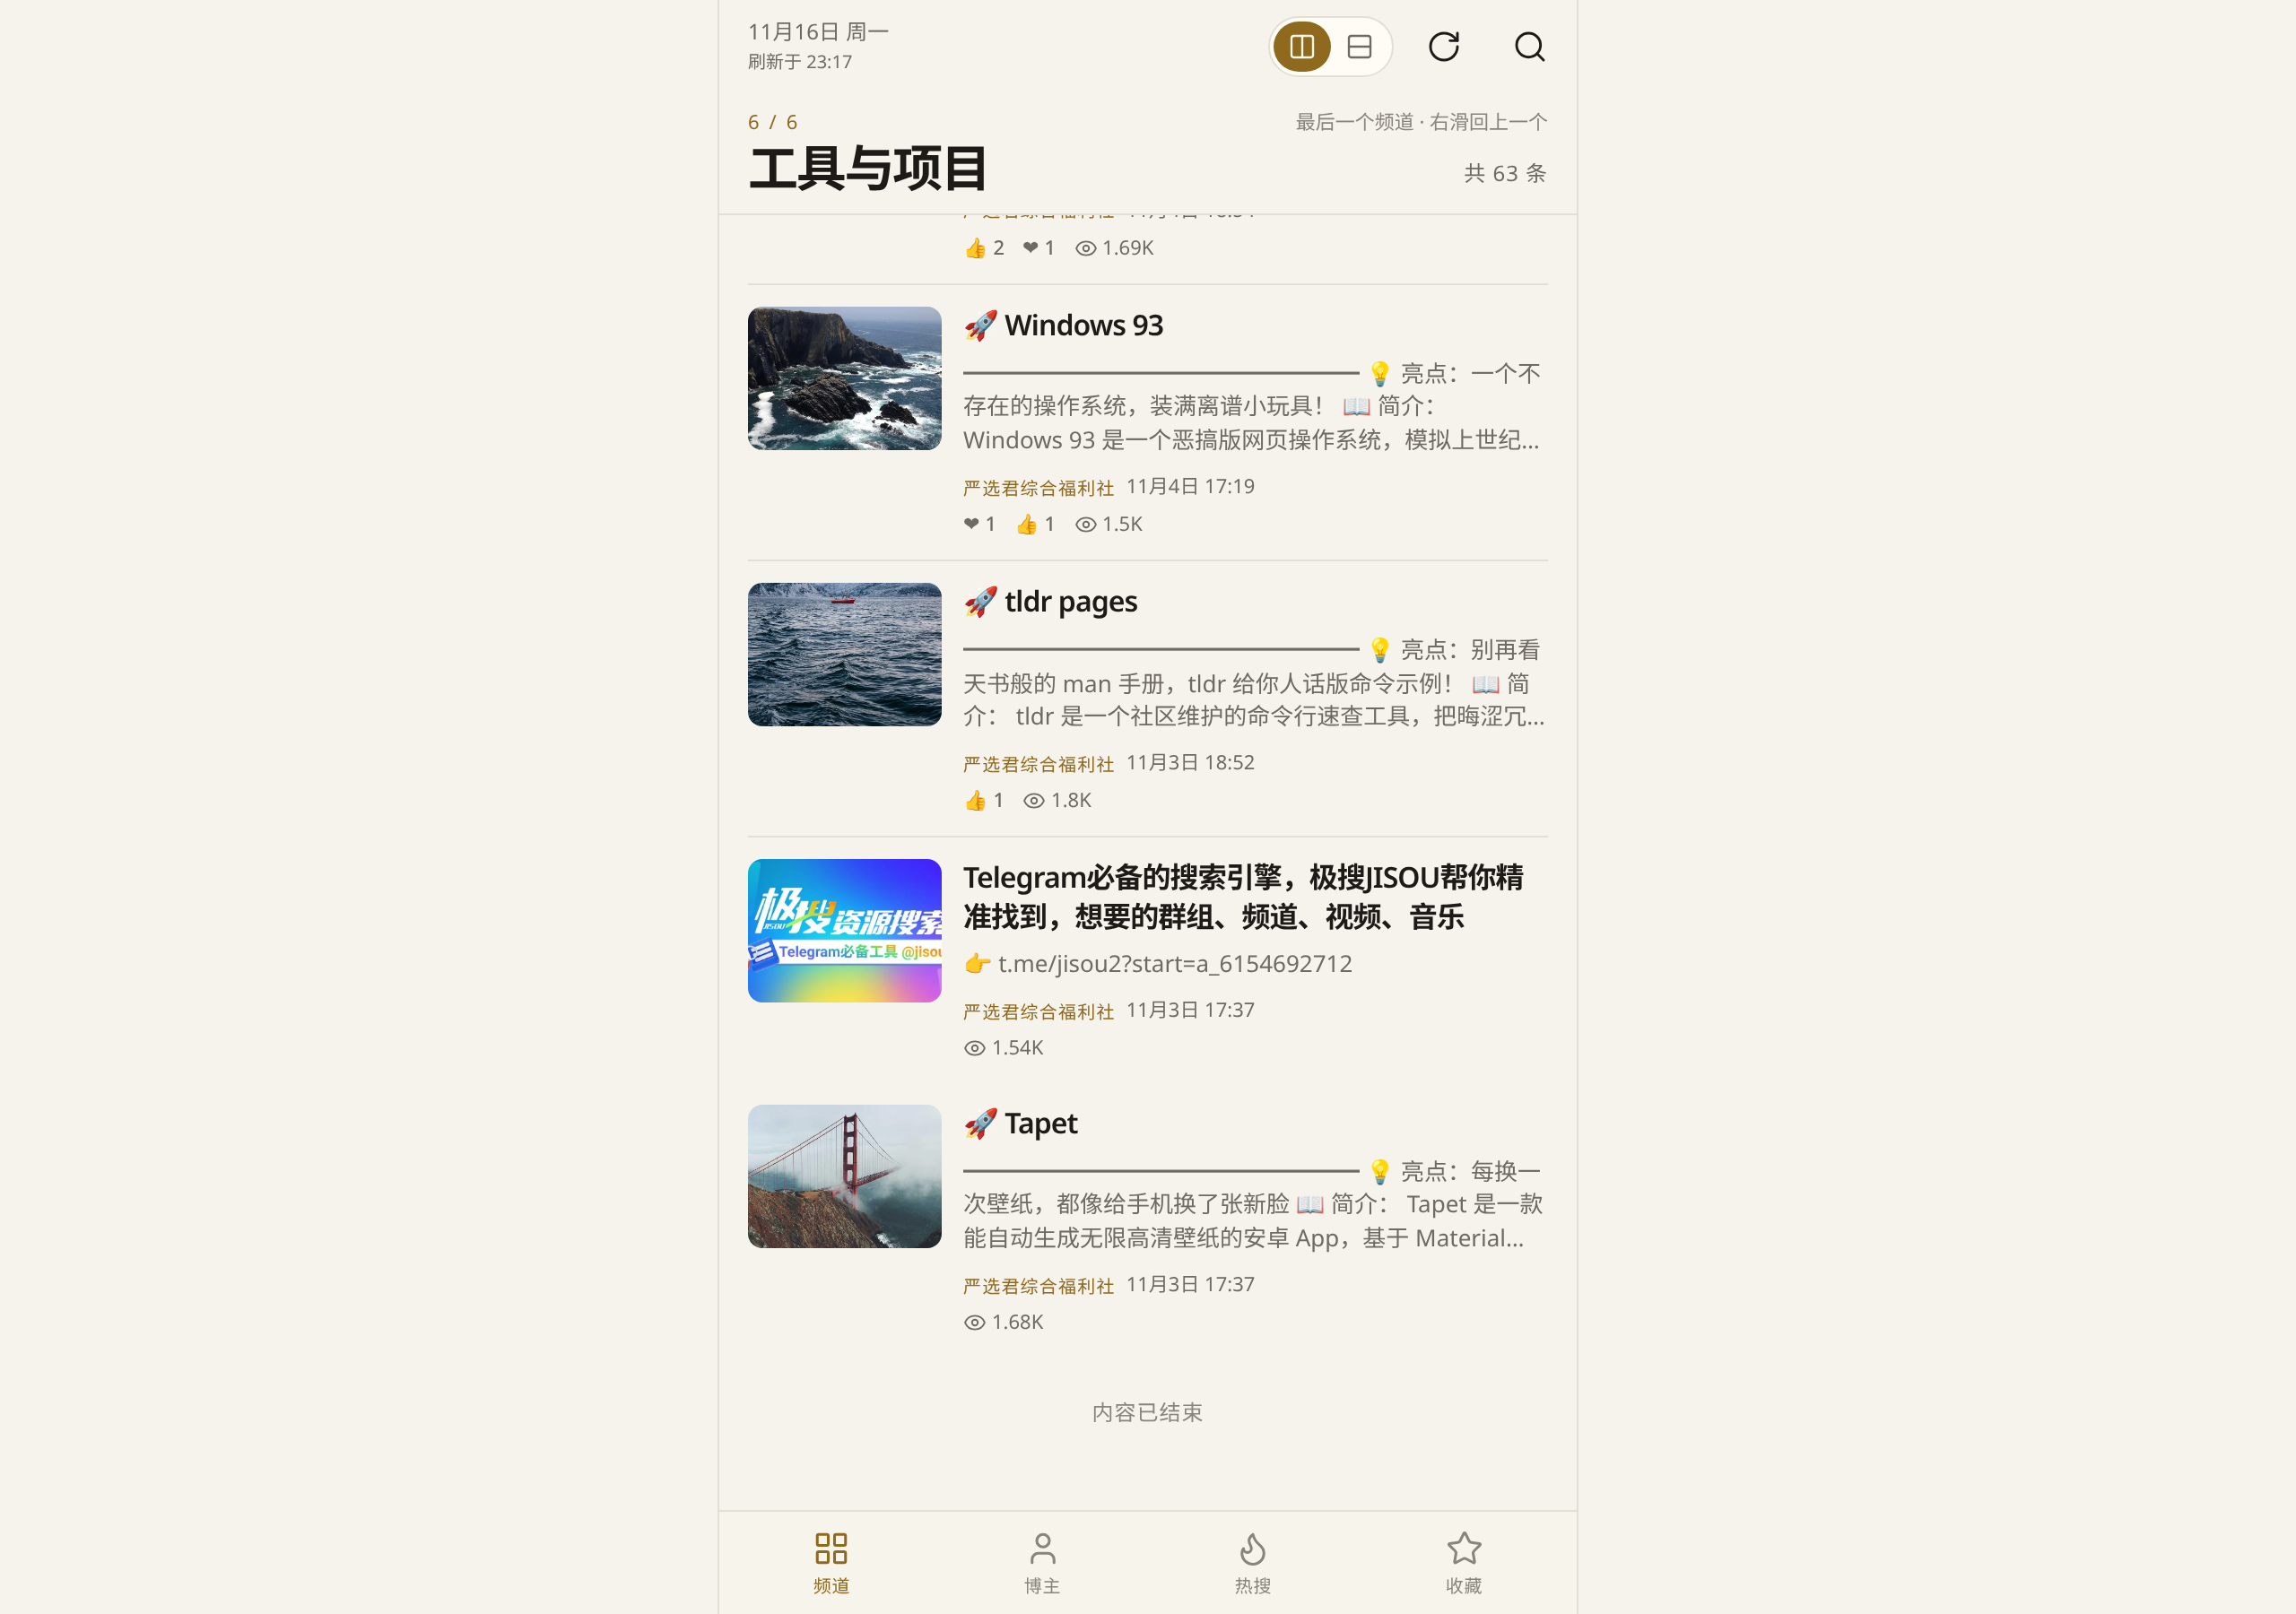 11月16日 周一
刷新于 23:17
6 / 6
最后一个频道 · 右滑回上一个
工具与项目
共 63 条
👍 2 ❤ 1 1.69K
🚀 Windows 93
━━━━━━━━━━━━━━━━━ 💡 亮点：一个不
存在的操作系统，装满离谱小玩具！ 📖 简介：
Windows 93 是一个恶搞版网页操作系统，模拟上世纪...
严选君综合福利社 11月4日 17:19
❤ 1 👍 1 1.5K
🚀 tldr pages
━━━━━━━━━━━━━━━━━ 💡 亮点：别再看
天书般的 man 手册，tldr 给你人话版命令示例！ 📖 简
介： tldr 是一个社区维护的命令行速查工具，把晦涩冗...
严选君综合福利社 11月3日 18:52
👍 1 1.8K
极搜资源搜索
JISOU
Telegram必备工具 @jisou
Telegram必备的搜索引擎，极搜JISOU帮你精
准找到，想要的群组、频道、视频、音乐
👉 t.me/jisou2?start=a_6154692712
严选君综合福利社 11月3日 17:37
1.54K
🚀 Tapet
━━━━━━━━━━━━━━━━━ 💡 亮点：每换一
次壁纸，都像给手机换了张新脸 📖 简介： Tapet 是一款
能自动生成无限高清壁纸的安卓 App，基于 Material...
严选君综合福利社 11月3日 17:37
1.68K
内容已结束
频道
博主
热搜
收藏